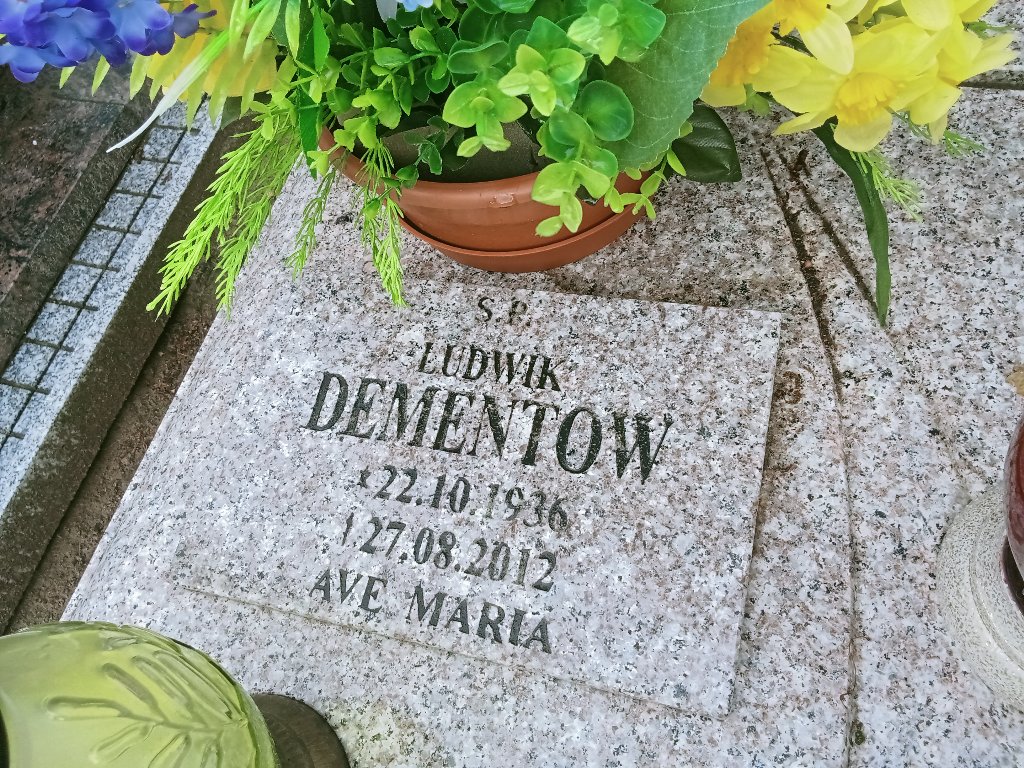 Ś.P.
LUDWIK
DEMENTOW
* 22.10.1936
† 27.08.2012
AVE MARIA